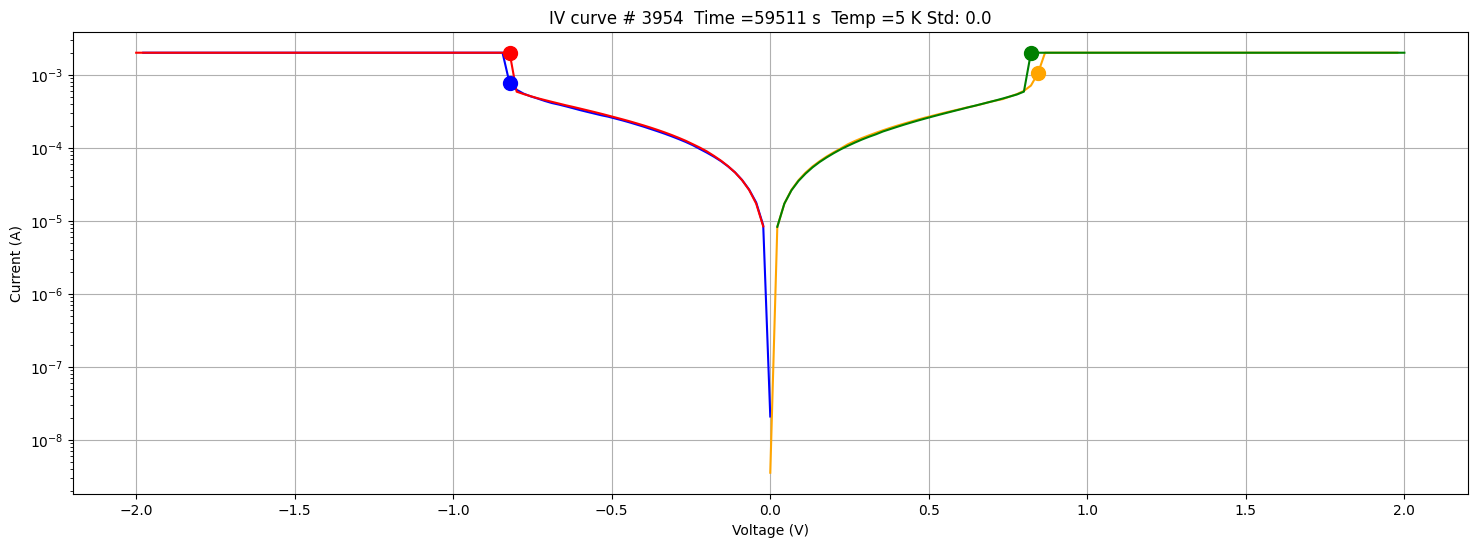 IV curve # 3954  Time =59511 s  Temp =5 K Std: 0.0
Current (A)
10⁻³
10⁻⁴
10⁻⁵
10⁻⁶
10⁻⁷
10⁻⁸
−2.0 −1.5 −1.0 −0.5 0.0 0.5 1.0 1.5 2.0
Voltage (V)